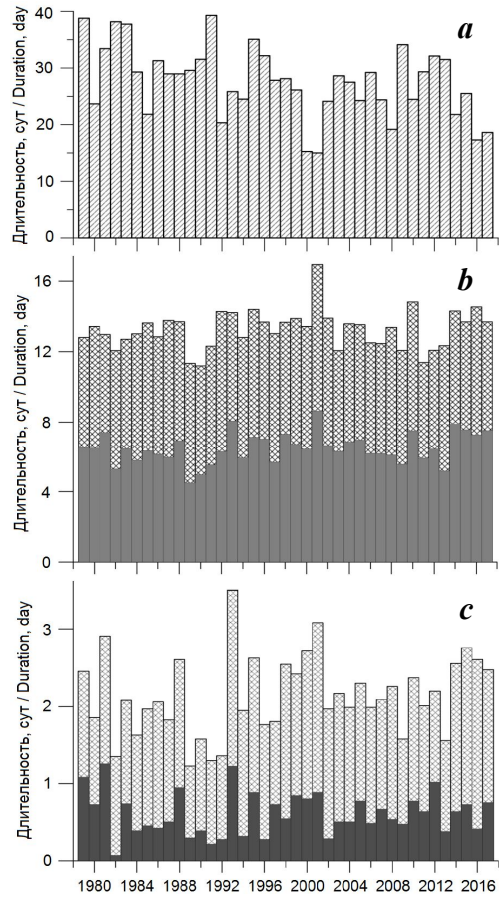 a
Длительность, сут / Duration, day
40
30
20
10
0
b
Длительность, сут / Duration, day
16
12
8
4
0
c
Длительность, сут / Duration, day
3
2
1
0
1980 1984 1988 1992 1996 2000 2004 2008 2012 2016